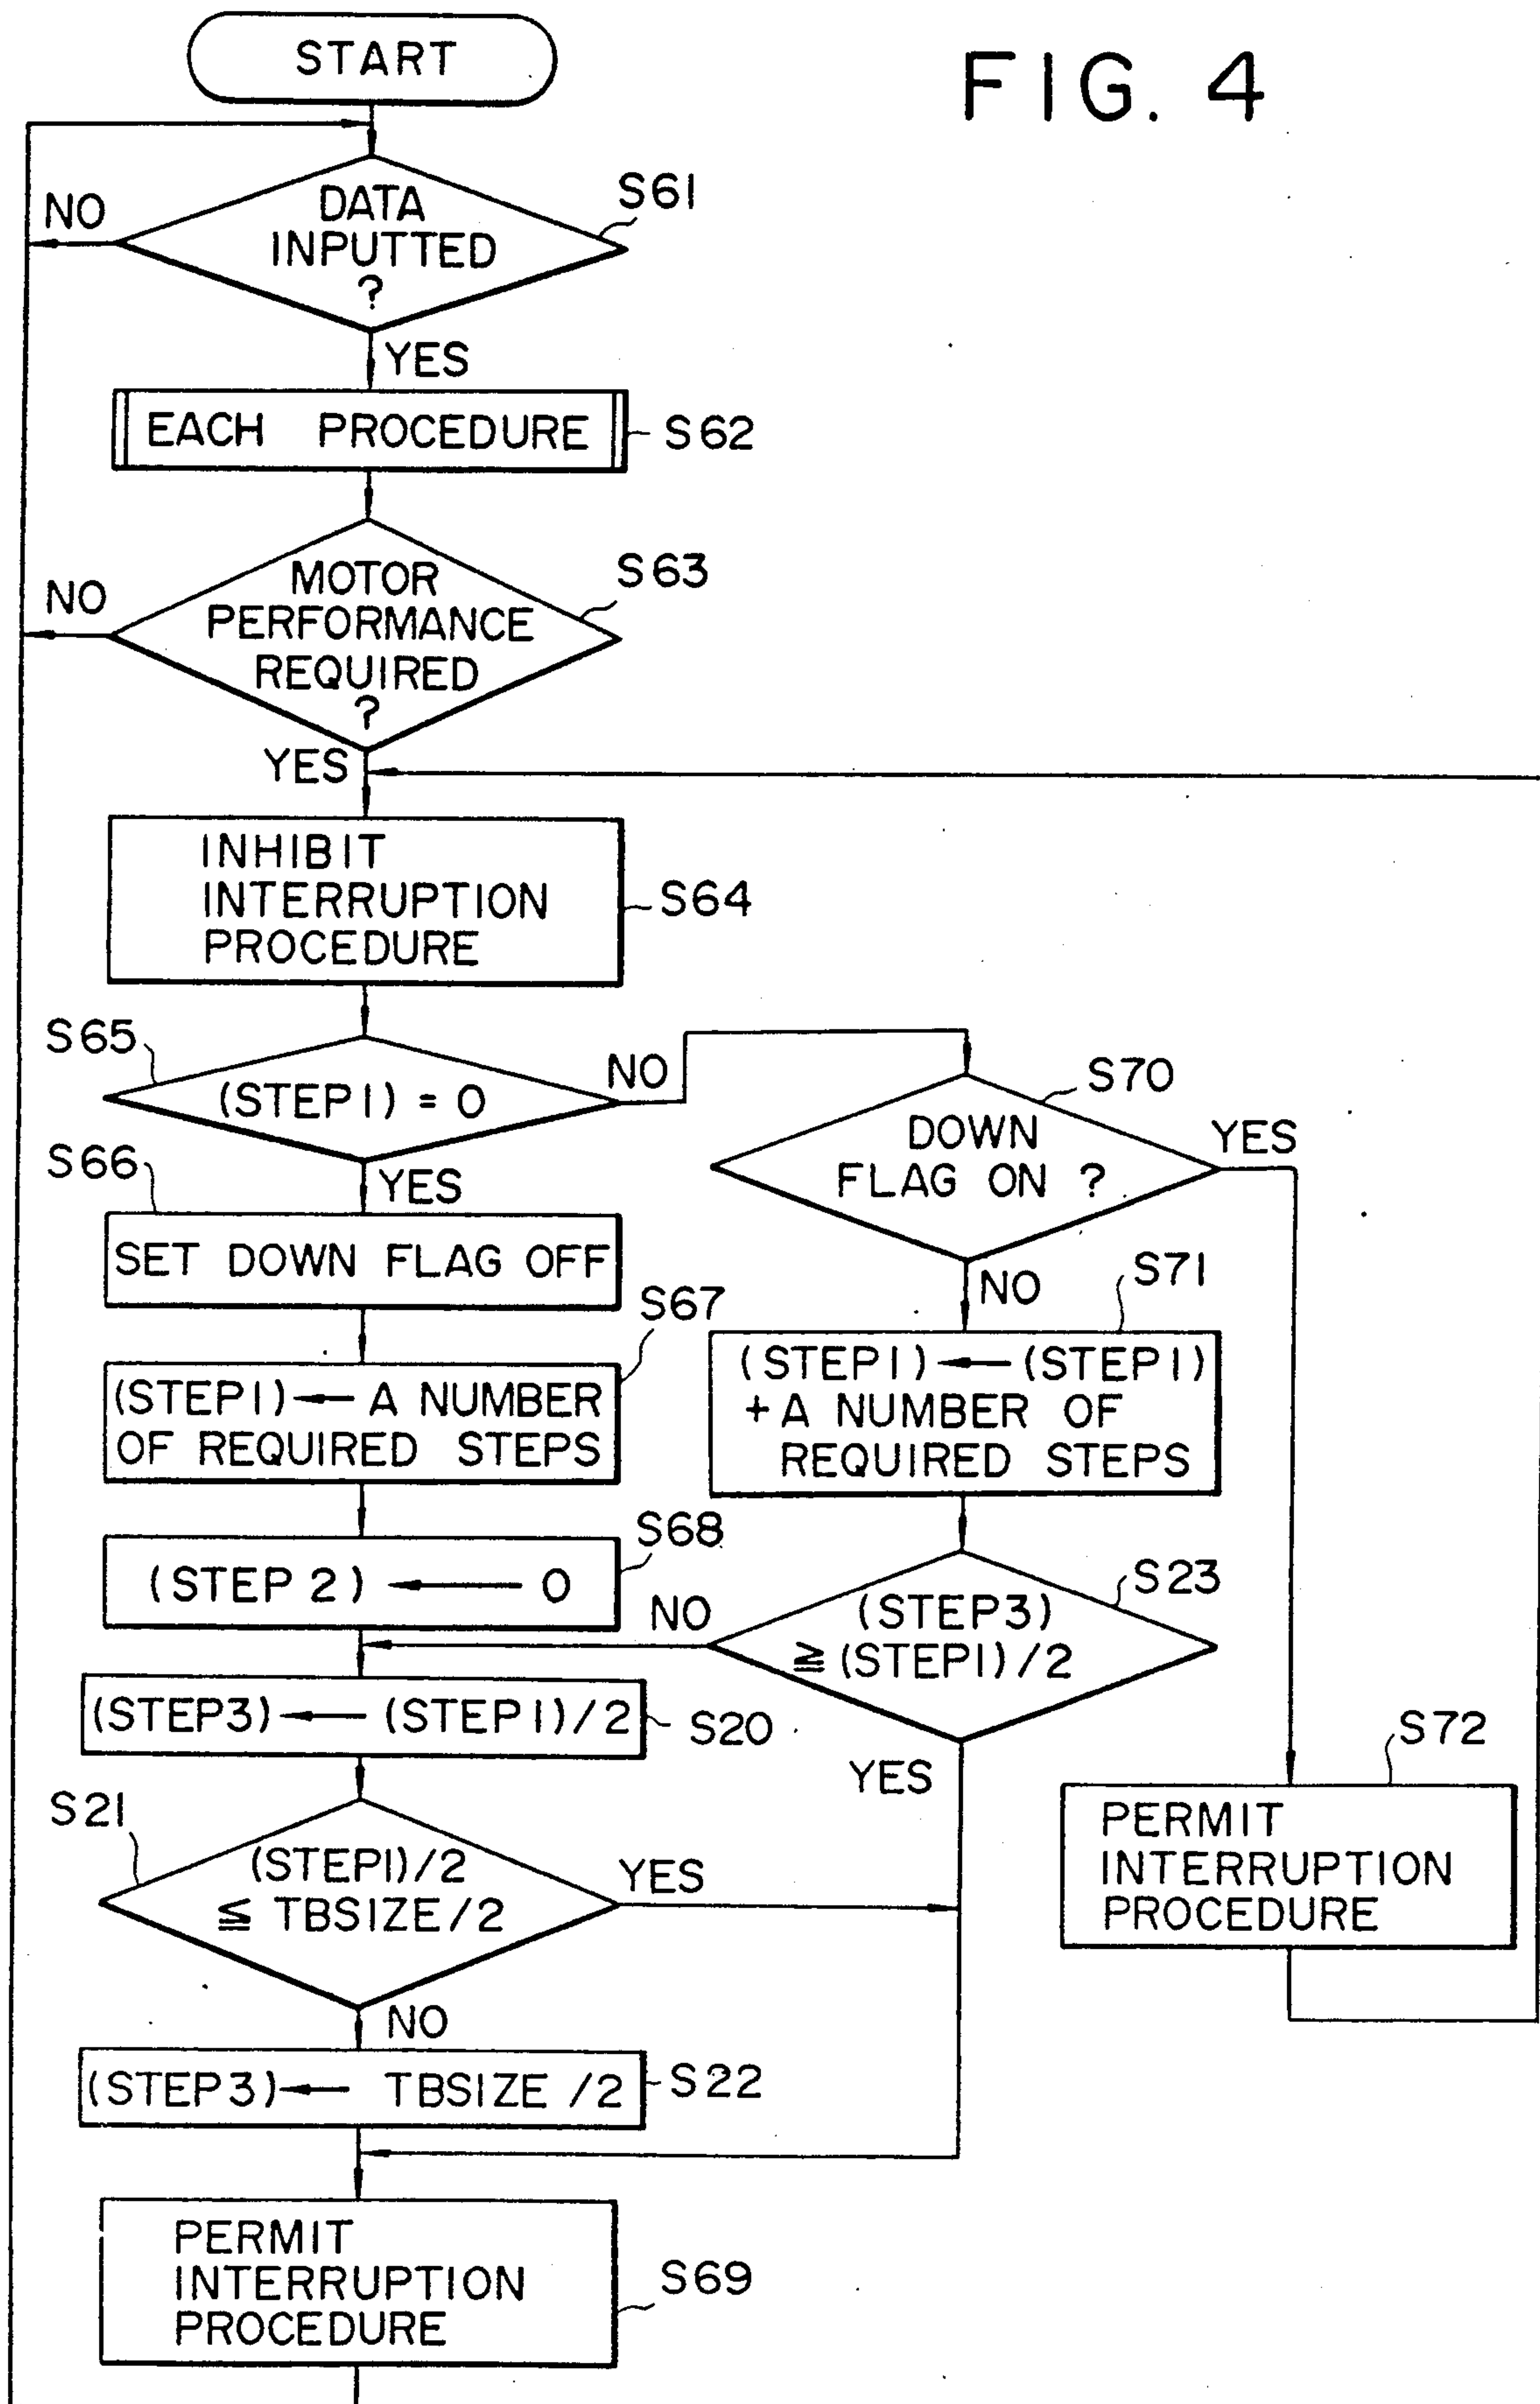 START
FIG. 4
DATA
INPUTTED
?
S61
NO
YES
EACH PROCEDURE
S62
MOTOR
PERFORMANCE
REQUIRED
?
S63
NO
YES
INHIBIT
INTERRUPTION
PROCEDURE
S64
S65
(STEP1) = 0
NO
YES
S70
DOWN
FLAG ON ?
YES
NO
S66
SET DOWN FLAG OFF
S67
(STEP1) ← A NUMBER
OF REQUIRED STEPS
S71
(STEP1) ← (STEP1)
+ A NUMBER OF
REQUIRED STEPS
S68
(STEP 2) ← 0
S23
(STEP3)
≧ (STEP1)/2
NO
YES
(STEP3) ← (STEP1)/2
S20
S21
(STEP1)/2
≦ TBSIZE/2
YES
NO
S72
PERMIT
INTERRUPTION
PROCEDURE
(STEP3) ← TBSIZE /2
S22
PERMIT
INTERRUPTION
PROCEDURE
S69